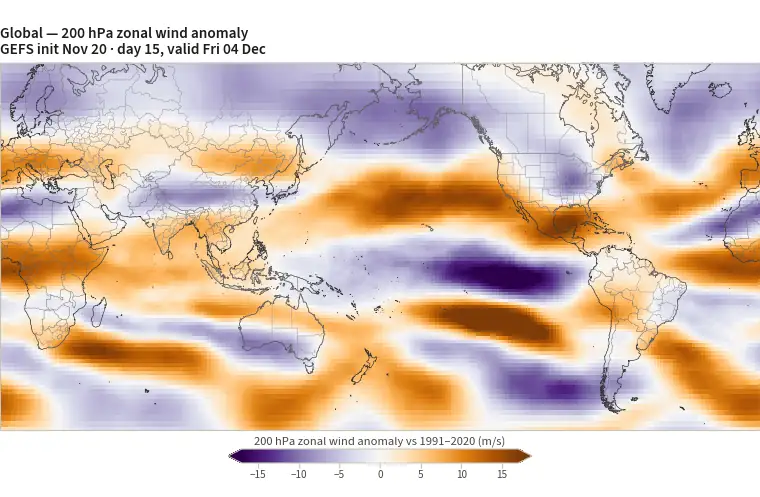 Global — 200 hPa zonal wind anomaly
GEFS init Nov 20 · day 15, valid Fri 04 Dec
200 hPa zonal wind anomaly vs 1991–2020 (m/s)
−15 −10 −5 0 5 10 15